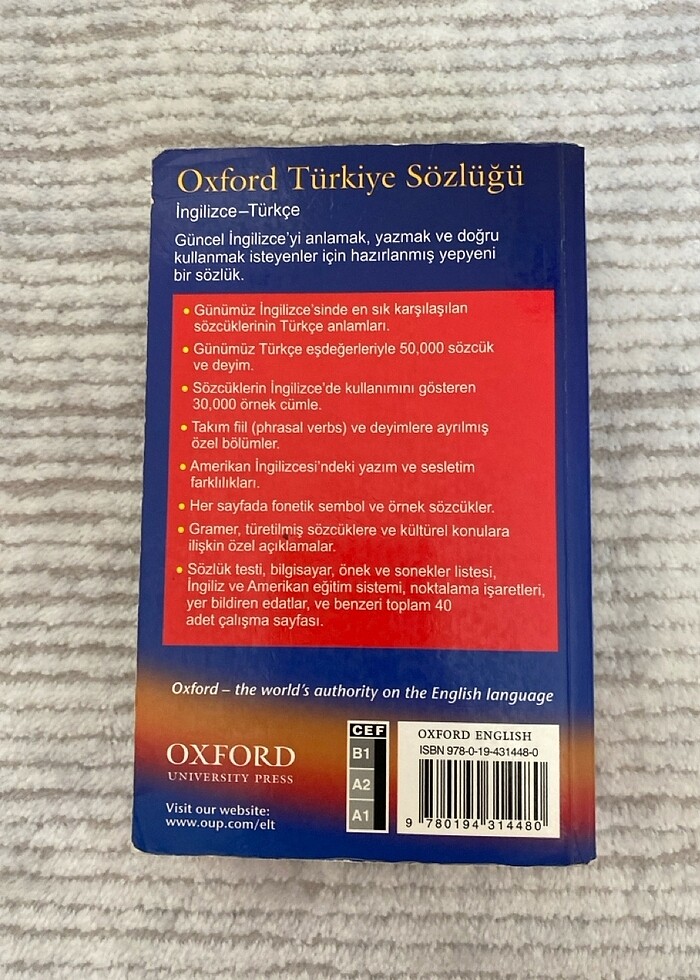 Oxford Türkiye Sözlüğü
İngilizce–Türkçe
Güncel İngilizce'yi anlamak, yazmak ve doğru
kullanmak isteyenler için hazırlanmış yepyeni
bir sözlük.
• Günümüz İngilizce'sinde en sık karşılaşılan
sözcüklerinin Türkçe anlamları.
• Günümüz Türkçe eşdeğerleriyle 50,000 sözcük
ve deyim.
• Sözcüklerin İngilizce'de kullanımını gösteren
30,000 örnek cümle.
• Takım fiil (phrasal verbs) ve deyimlere ayrılmış
özel bölümler.
• Amerikan İngilizcesi'ndeki yazım ve sesletim
farklılıkları.
• Her sayfada fonetik sembol ve örnek sözcükler.
• Gramer, türetilmiş sözcüklere ve kültürel konulara
ilişkin özel açıklamalar.
• Sözlük testi, bilgisayar, önek ve sonekler listesi,
İngiliz ve Amerikan eğitim sistemi, noktalama işaretleri,
yer bildiren edatlar, ve benzeri toplam 40
adet çalışma sayfası.
Oxford – the world's authority on the English language
OXFORD
UNIVERSITY PRESS
Visit our website:
www.oup.com/elt
CEF
B1
A2
A1
OXFORD ENGLISH
ISBN 978-0-19-431448-0
9 780194 314480